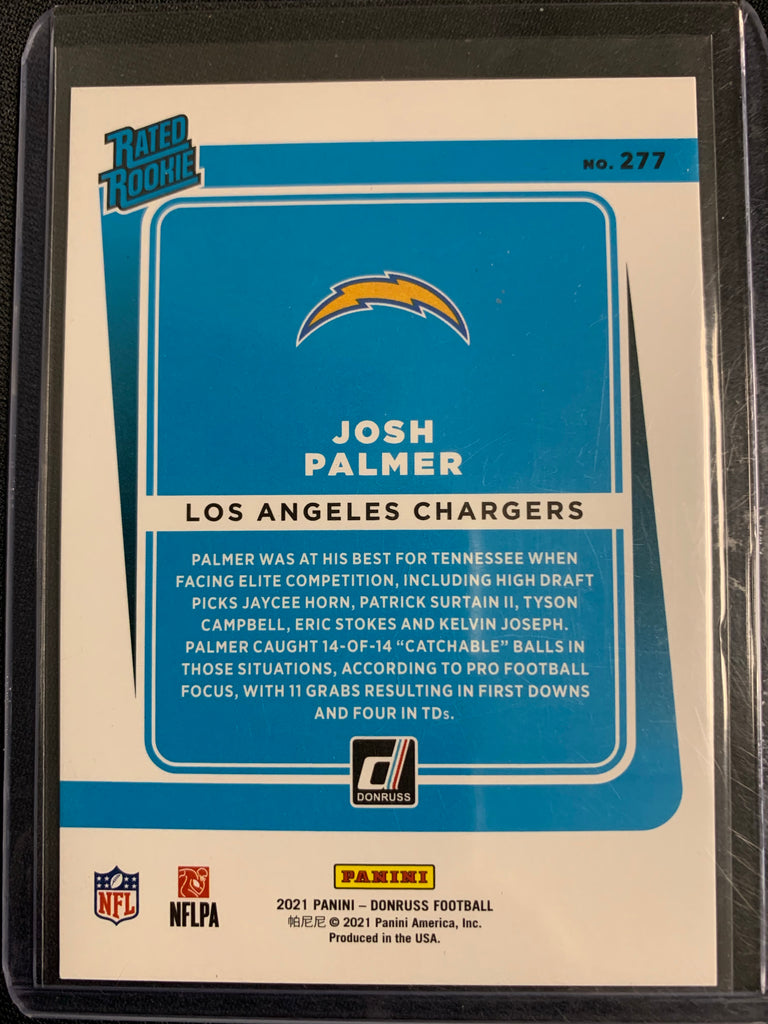 RATED
ROOKIE
NO. 277
JOSH
PALMER
LOS ANGELES CHARGERS
PALMER WAS AT HIS BEST FOR TENNESSEE WHEN
FACING ELITE COMPETITION, INCLUDING HIGH DRAFT
PICKS JAYCEE HORN, PATRICK SURTAIN II, TYSON
CAMPBELL, ERIC STOKES AND KELVIN JOSEPH.
PALMER CAUGHT 14-OF-14 “CATCHABLE” BALLS IN
THOSE SITUATIONS, ACCORDING TO PRO FOOTBALL
FOCUS, WITH 11 GRABS RESULTING IN FIRST DOWNS
AND FOUR IN TDs.
d
DONRUSS
NFL
NFLPA
PANINI
2021 PANINI – DONRUSS FOOTBALL
帕尼尼 © 2021 Panini America, Inc.
Produced in the USA.